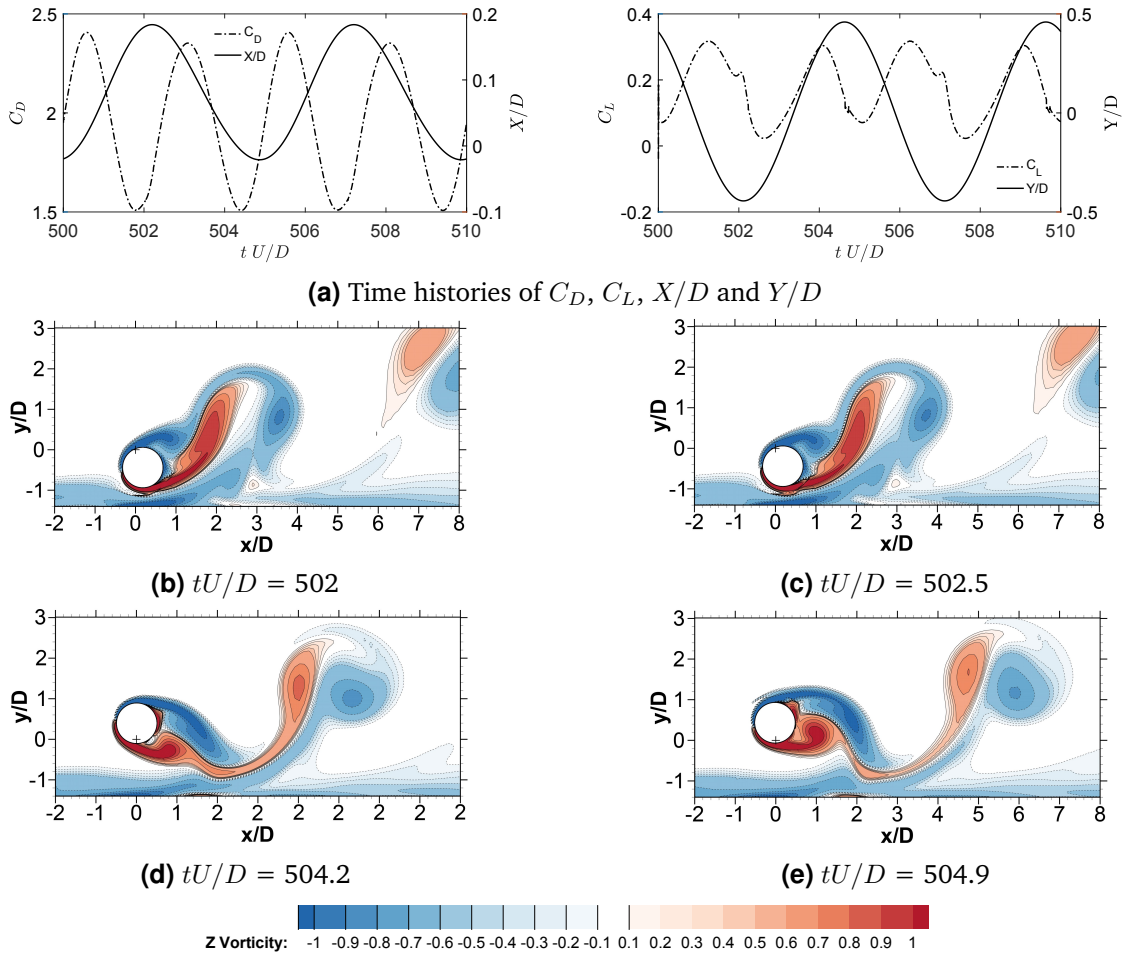 2.5
2
1.5
C_D
0.2
0.1
0
-0.1
X/D
C_D
X/D
500 502 504 506 508 510
t U/D
0.4
0.2
0
-0.2
C_L
0.5
0
-0.5
Y/D
C_L
Y/D
500 502 504 506 508 510
t U/D
(a) Time histories of C_D, C_L, X/D and Y/D
3
2
1
0
-1
y/D
-2 -1 0 1 2 3 4 5 6 7 8
x/D
(b) tU/D = 502
3
2
1
0
-1
y/D
-2 -1 0 1 2 3 4 5 6 7 8
x/D
(c) tU/D = 502.5
3
2
1
0
-1
y/D
-2 -1 0 1 2 2 2 2 2 2 2
x/D
(d) tU/D = 504.2
3
2
1
0
-1
y/D
-2 -1 0 1 2 3 4 5 6 7 8
x/D
(e) tU/D = 504.9
Z Vorticity: -1 -0.9 -0.8 -0.7 -0.6 -0.5 -0.4 -0.3 -0.2 -0.1 0.1 0.2 0.3 0.4 0.5 0.6 0.7 0.8 0.9 1